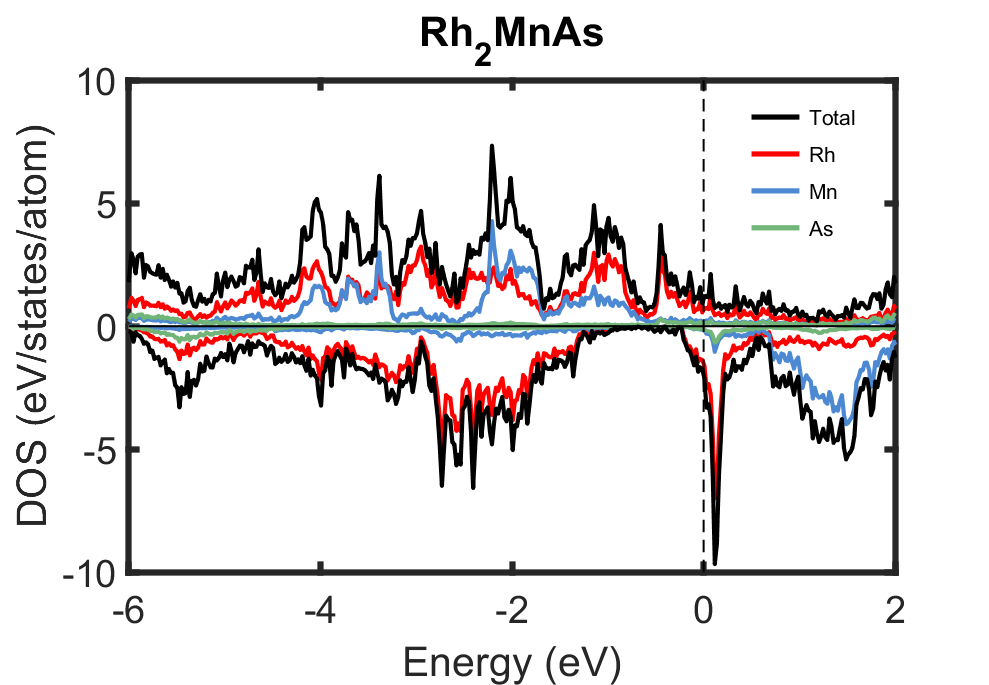 Rh₂MnAs
DOS (eV/states/atom)
10
5
0
-5
-10
Total
Rh
Mn
As
-6 -4 -2 0 2
Energy (eV)